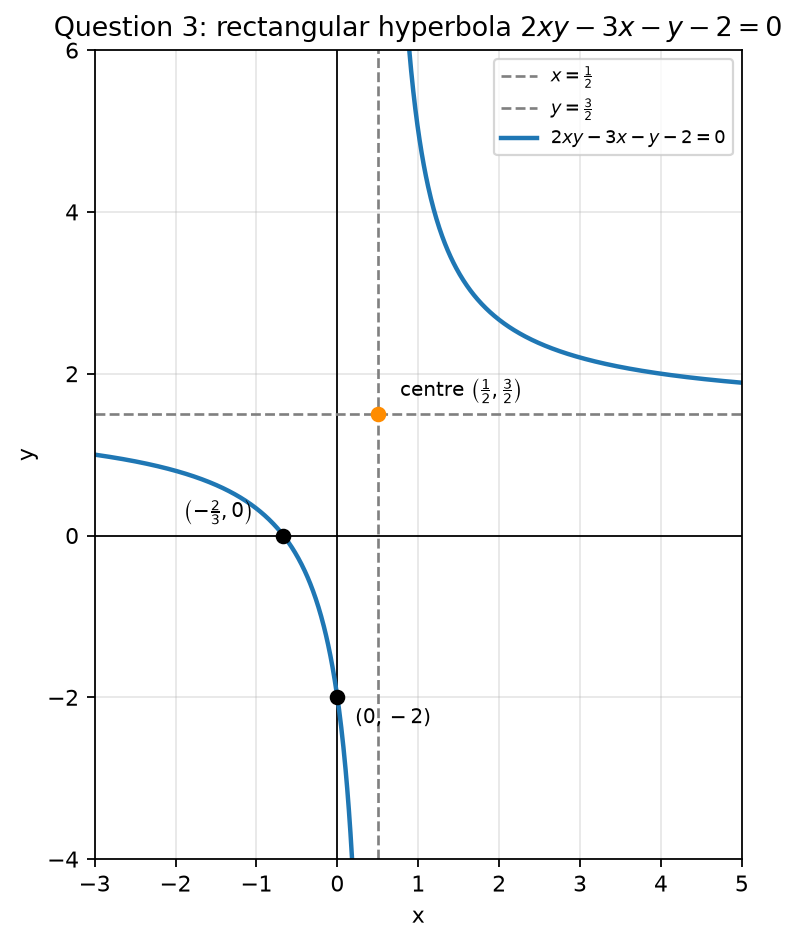 Question 3: rectangular hyperbola 2xy − 3x − y − 2 = 0
6
x = 1/2
y = 3/2
2xy − 3x − y − 2 = 0
4
2
centre (1/2, 3/2)
y
(−2/3, 0)
0
−2
(0, −2)
−4
−3 −2 −1 0 1 2 3 4 5
x